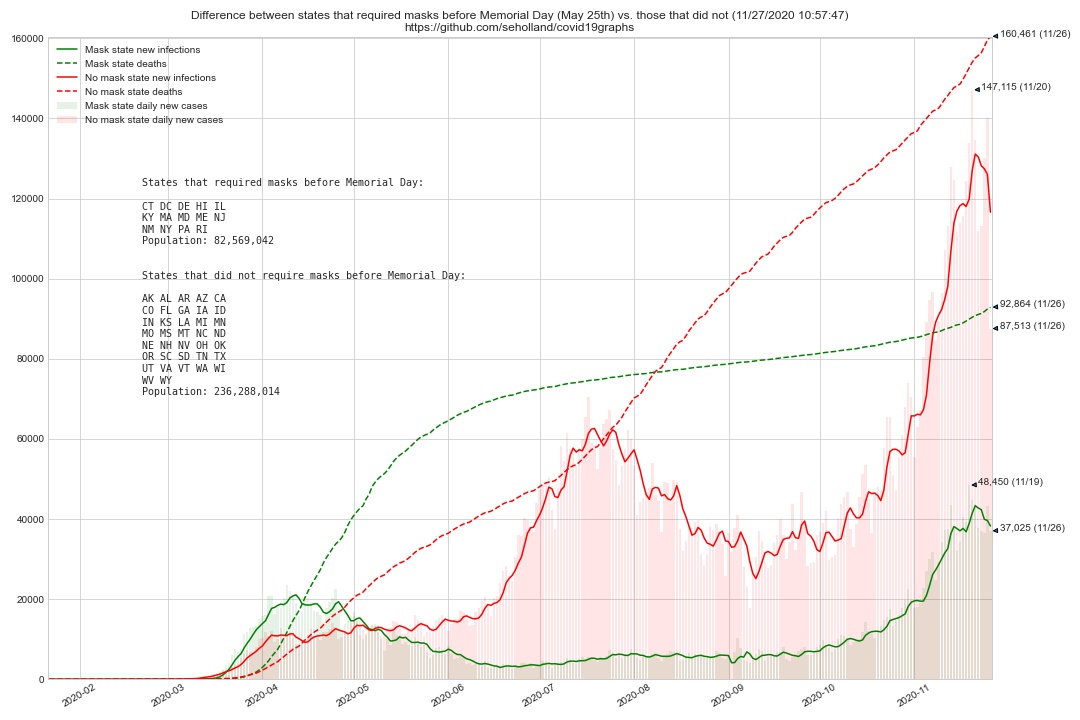 Difference between states that required masks before Memorial Day (May 25th) vs. those that did not (11/27/2020 10:57:47)
https://github.com/seholland/covid19graphs
160000
140000
120000
100000
80000
60000
40000
20000
0
Mask state new infections
Mask state deaths
No mask state new infections
No mask state deaths
Mask state daily new cases
No mask state daily new cases
States that required masks before Memorial Day:
CT DC DE HI IL
KY MA MD ME NJ
NM NY PA RI
Population: 82,569,042
States that did not require masks before Memorial Day:
AK AL AR AZ CA
CO FL GA IA ID
IN KS LA MI MN
MO MS MT NC ND
NE NH NV OH OK
OR SC SD TN TX
UT VA VT WA WI
WV WY
Population: 236,288,014
160,461 (11/26)
147,115 (11/20)
92,864 (11/26)
87,513 (11/26)
48,450 (11/19)
37,025 (11/26)
2020-02
2020-03
2020-04
2020-05
2020-06
2020-07
2020-08
2020-09
2020-10
2020-11